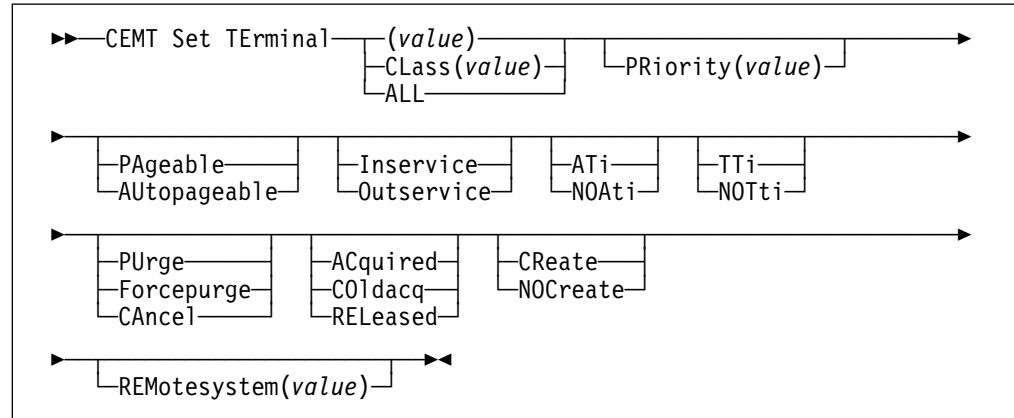 CEMT Set TErminal (value)
CLass(value) PRiority(value)
ALL
PAgeable Inservice ATi TTi
AUtopageable Outservice NOAti NOTti
PUrge ACquired CReate
Forcepurge COldacq NOCreate
CAncel RELeased
REMotesystem(value)